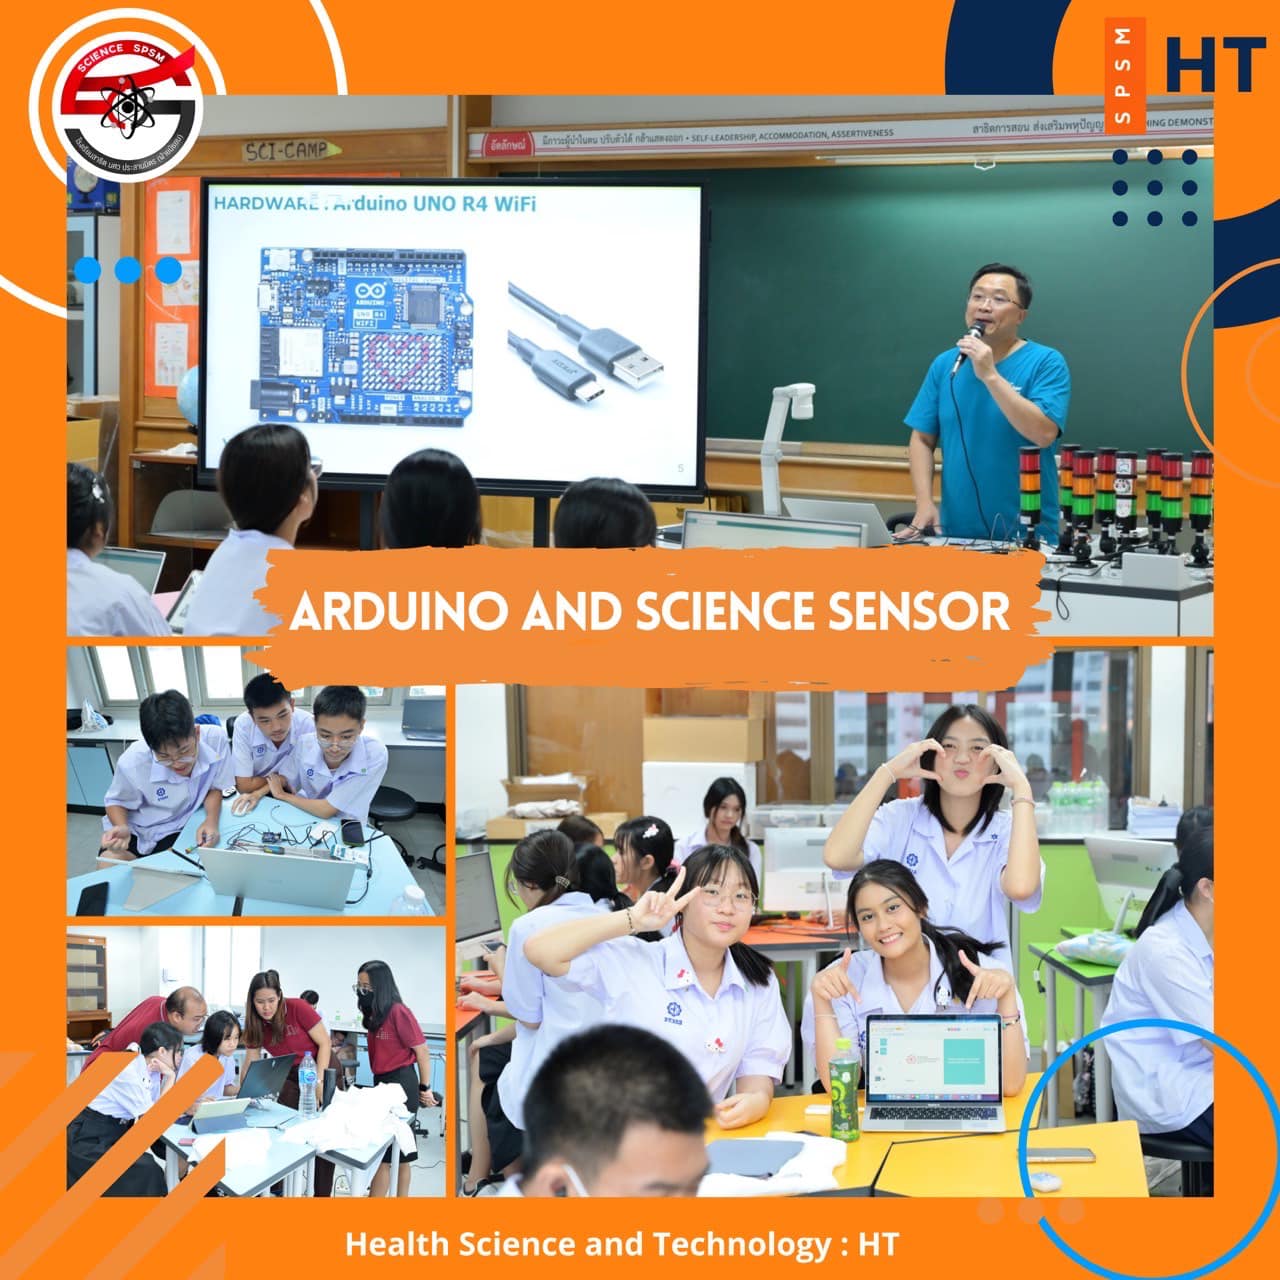 SCIENCE SPSM
SPSM
HT
SCI-CAMP
อัตลักษณ์
มีภาวะผู้นำในตน ปรับตัวได้ กล้าแสดงออก • SELF-LEADERSHIP, ACCOMMODATION, ASSERTIVENESS
สาธิตการสอน ส่งเสริมพหุปัญญ
HARDWARE : Arduino UNO R4 WiFi
ARDUINO
UNO R4
WIFI
5
ARDUINO AND SCIENCE SENSOR
Health Science and Technology : HT